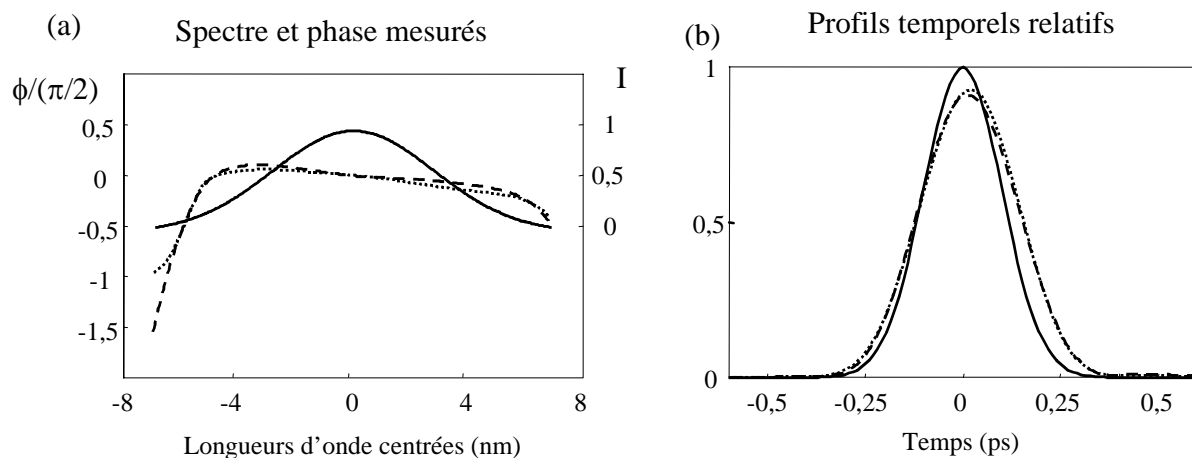 (a)
Spectre et phase mesurés
ϕ/(π/2)
I
0,5
0
-0,5
-1
-1,5
1
0,5
0
-8
-4
0
4
8
Longueurs d’onde centrées (nm)
(b)
Profils temporels relatifs
1
0,5
0
-0,5
-0,25
0
0,25
0,5
Temps (ps)